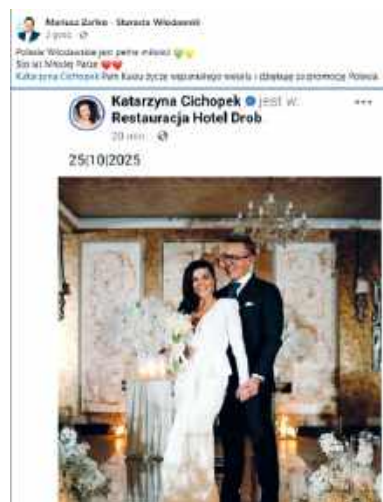 Mariusz Zańko - Starosta Włodawski
2 godz.
Polesie Włodawskie jest pełne miłości
Sto lat Młodej Parze
Katarzyna Cichopek Pani Kasiu życzę wspaniałego wesela i dziękuję za promocję Polesia.
Katarzyna Cichopek jest w:
Restauracja Hotel Drob
20 min
25|10|2025